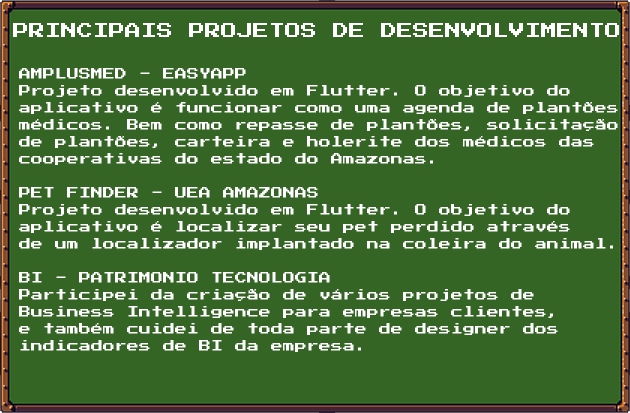 PRINCIPAIS PROJETOS DE DESENVOLVIMENTO
AMPLUSMED - EASYAPP
Projeto desenvolvido em Flutter. O objetivo do
aplicativo é funcionar como uma agenda de plantões
médicos. Bem como repasse de plantões, solicitação
de plantões, carteira e holerite dos médicos das
cooperativas do estado do Amazonas.
PET FINDER - UEA AMAZONAS
Projeto desenvolvido em Flutter. O objetivo do
aplicativo é localizar seu pet perdido através
de um localizador implantado na coleira do animal.
BI - PATRIMONIO TECNOLOGIA
Participei da criação de vários projetos de
Business Intelligence para empresas clientes,
e também cuidei de toda parte de designer dos
indicadores de BI da empresa.